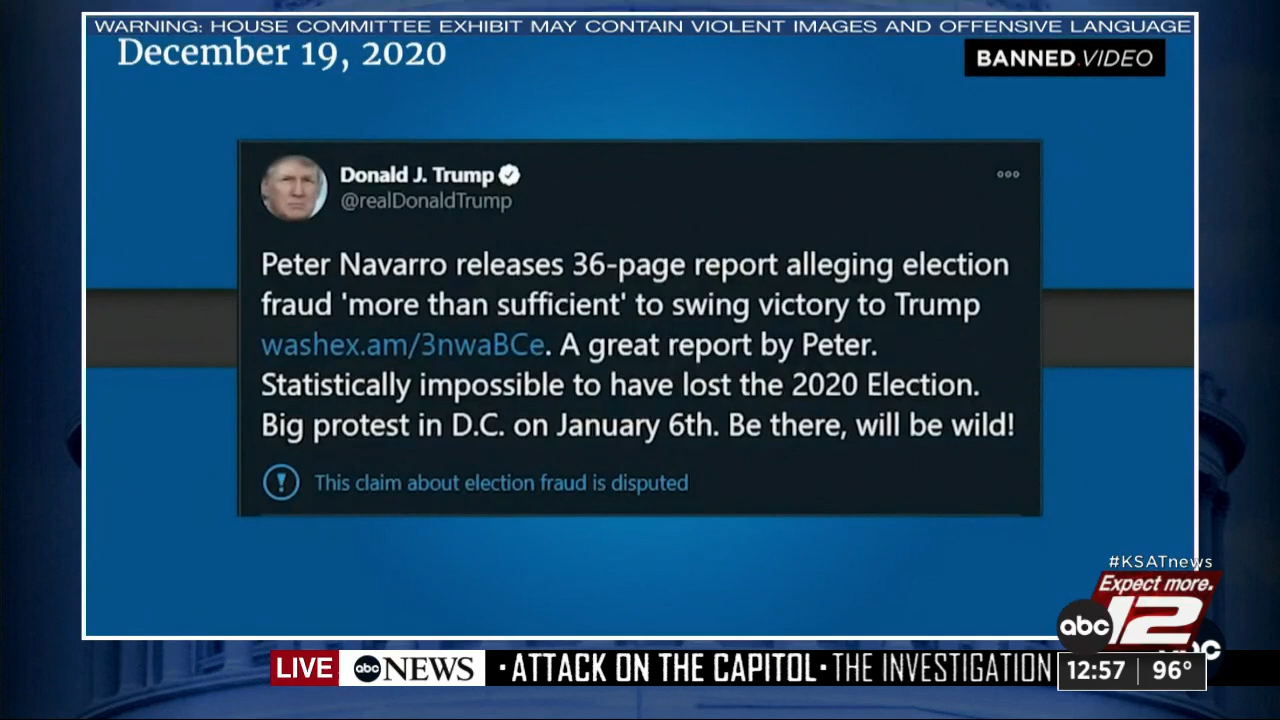 WARNING: HOUSE COMMITTEE EXHIBIT MAY CONTAIN VIOLENT IMAGES AND OFFENSIVE LANGUAGE
December 19, 2020
BANNED.VIDEO
Donald J. Trump
@realDonaldTrump
Peter Navarro releases 36-page report alleging election
fraud 'more than sufficient' to swing victory to Trump
washex.am/3nwaBCe. A great report by Peter.
Statistically impossible to have lost the 2020 Election.
Big protest in D.C. on January 6th. Be there, will be wild!
This claim about election fraud is disputed
#KSATnews
Expect more.
abc 12
LIVE abc NEWS · ATTACK ON THE CAPITOL · THE INVESTIGATION
12:57 96°